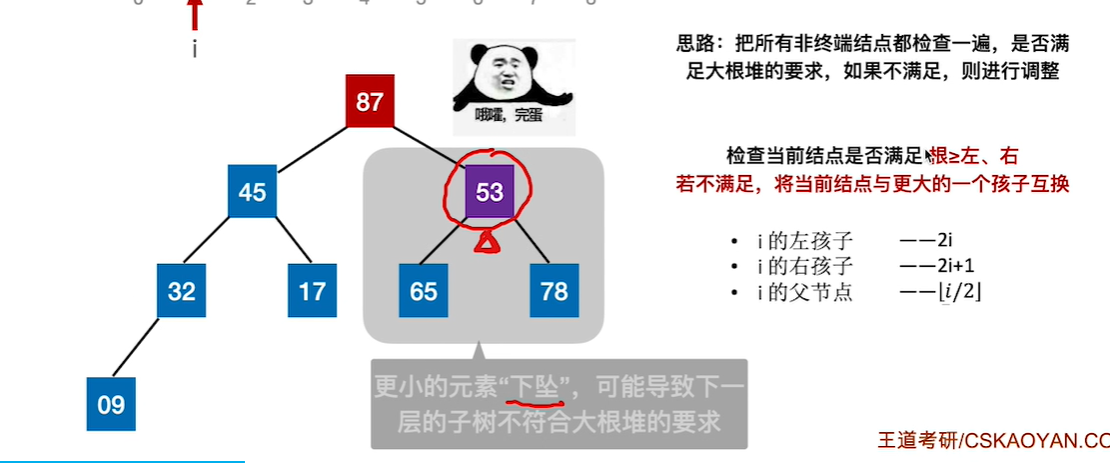 i
思路：把所有非终端结点都检查一遍，是否满
足大根堆的要求，如果不满足，则进行调整
87
哦嚯，完蛋
检查当前结点是否满足 根≥左、右
若不满足，将当前结点与更大的一个孩子互换
45
53
i 的左孩子 ——2i
i 的右孩子 ——2i+1
i 的父节点 ——⌊i/2⌋
32
17
65
78
更小的元素“下坠”，可能导致下一
层的子树不符合大根堆的要求
09
王道考研/CSKAOYAN.CO